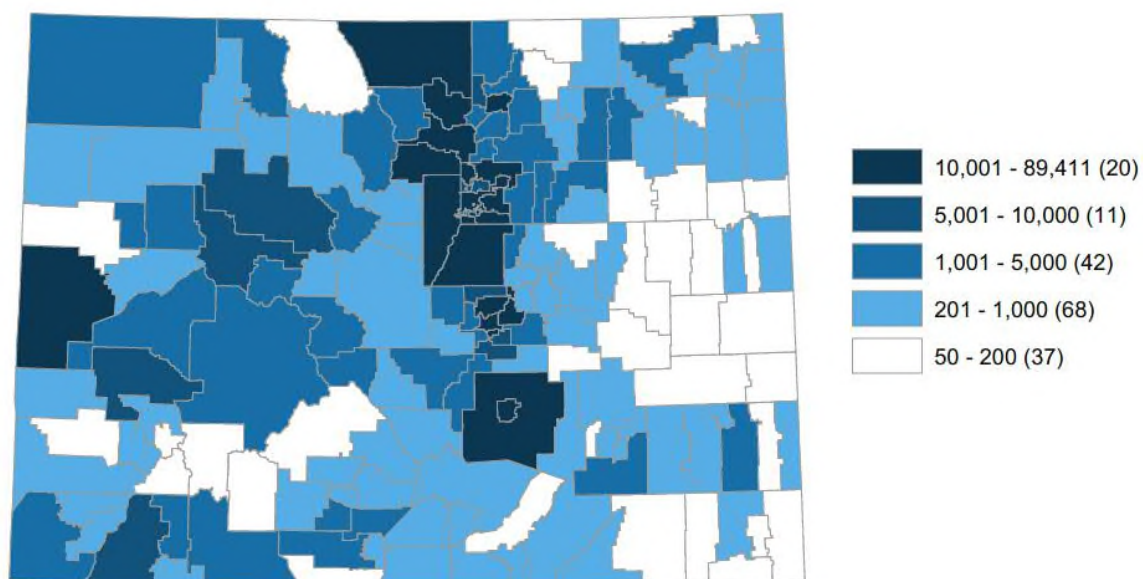 10,001 - 89,411 (20)
5,001 - 10,000 (11)
1,001 - 5,000 (42)
201 - 1,000 (68)
50 - 200 (37)